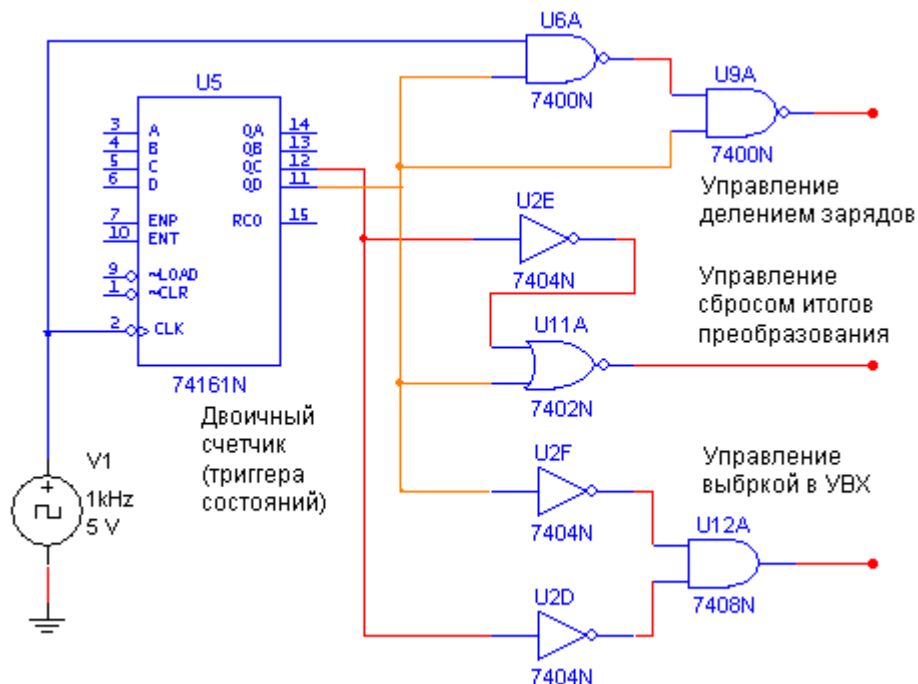 U6A
7400N
U9A
7400N
Управление
делением зарядов
U5
3 A QA 14
4 B QB 13
5 C QC 12
6 D QD 11
7 ENP RCO 15
10 ENT
9 ~LOAD
1 ~CLR
2 CLK
74161N
Двоичный
счетчик
(триггера
состояний)
U2E
7404N
Управление
сбросом итогов
преобразования
U11A
7402N
V1
1kHz
5 V
U2F
7404N
Управление
выбркой в УВХ
U12A
7408N
U2D
7404N